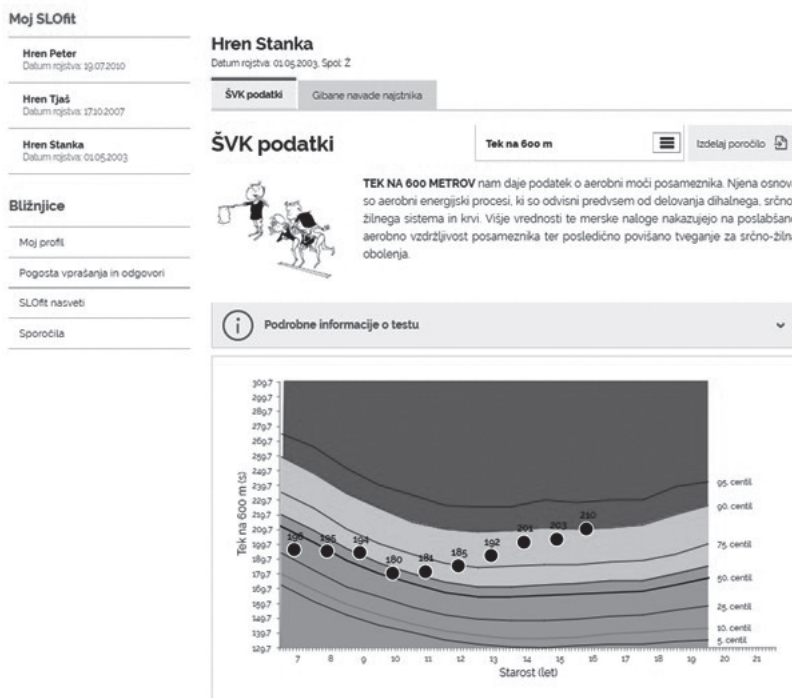 Moj SLOfit
Hren Peter
Datum rojstva: 19.07.2010
Hren Tjaš
Datum rojstva: 17.10.2007
Hren Stanka
Datum rojstva: 01.05.2003
Bližnjice
Moj profil
Pogosta vprašanja in odgovori
SLOfit nasveti
Sporočila
Hren Stanka
Datum rojstva: 01.05.2003, Spol: Ž
ŠVK podatki
Gibane navade najstnika
ŠVK podatki
Tek na 600 m
Izdelaj poročilo
TEK NA 600 METROV nam daje podatek o aerobni moči posameznika. Njena osnova
so aerobni energijski procesi, ki so odvisni predvsem od delovanja dihalnega, srčno-
žilnega sistema in krvi. Višje vrednosti te merske naloge nakazujejo na poslabšano
aerobno vzdržljivost posameznika ter posledično povišano tveganje za srčno-žilna
obolenja.
i Podrobne informacije o testu
Tek na 600 m (s)
309.7
299.7
289.7
279.7
269.7
259.7
249.7
239.7
229.7
219.7
209.7
199.7
189.7
179.7
169.7
159.7
149.7
139.7
129.7
196 195 194 180 181 185 192 201 203 210
95. centil
90. centil
75. centil
50. centil
25. centil
10. centil
5. centil
7 8 9 10 11 12 13 14 15 16 17 18 19 20 21
Starost (let)